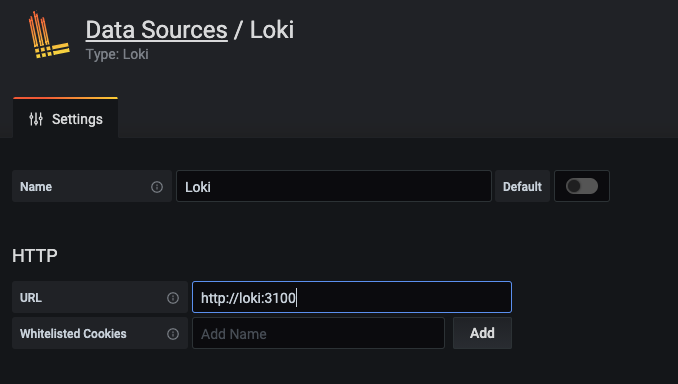 Data Sources / Loki
Type: Loki
Settings
Name Loki Default
HTTP
URL http://loki:3100
Whitelisted Cookies Add Name Add